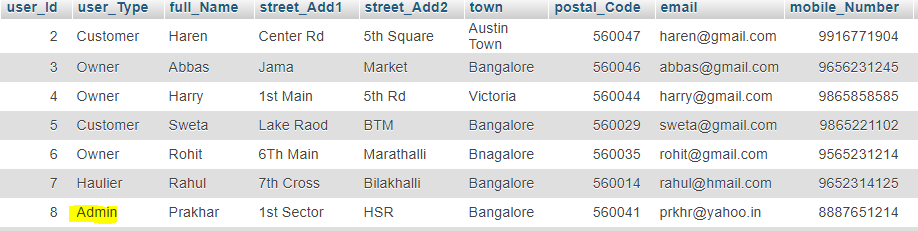 user_Id user_Type full_Name street_Add1 street_Add2 town postal_Code email mobile_Number
2 Customer Haren Center Rd 5th Square Austin Town 560047 haren@gmail.com 9916771904
3 Owner Abbas Jama Market Bangalore 560046 abbas@gmail.com 9656231245
4 Owner Harry 1st Main 5th Rd Victoria 560044 harry@gmail.com 9865858585
5 Customer Sweta Lake Raod BTM Bangalore 560029 sweta@gmail.com 9865221102
6 Owner Rohit 6Th Main Marathalli Bnagalore 560035 rohit@gmail.com 9565231214
7 Haulier Rahul 7th Cross Bilakhalli Bangalore 560014 rahul@hmail.com 9652314125
8 Admin Prakhar 1st Sector HSR Bangalore 560041 prkhr@yahoo.in 8887651214